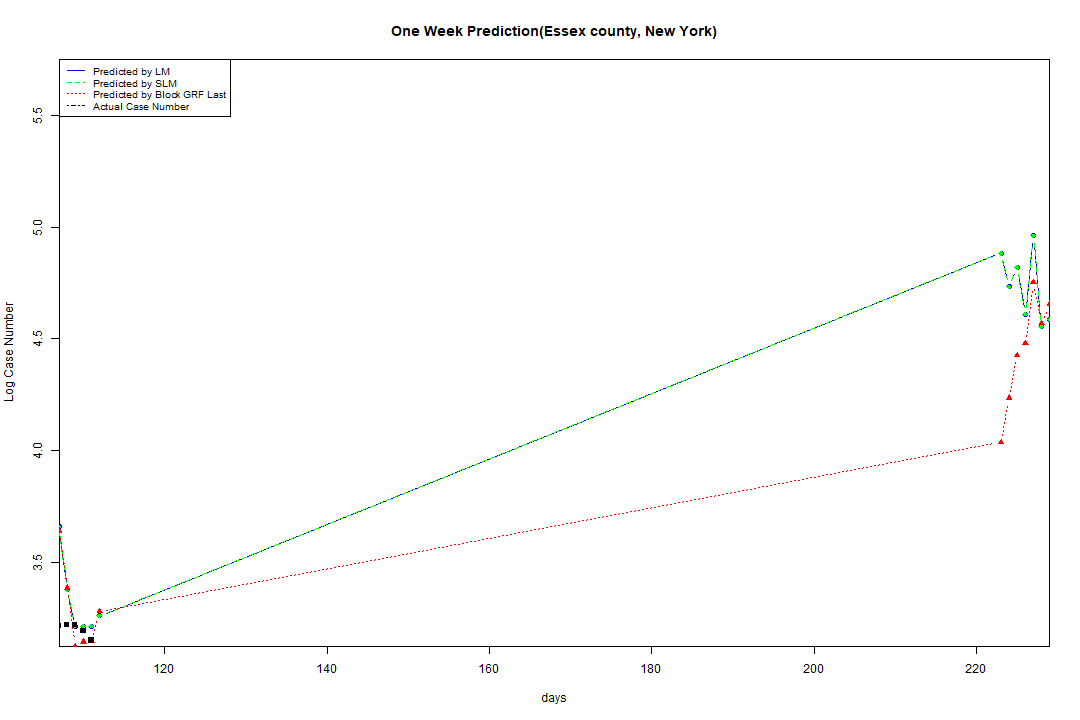 One Week Prediction(Essex county, New York)
Predicted by LM
Predicted by SLM
Predicted by Block GRF Last
Actual Case Number
5.5
5.0
4.5
4.0
3.5
Log Case Number
120 140 160 180 200 220
days